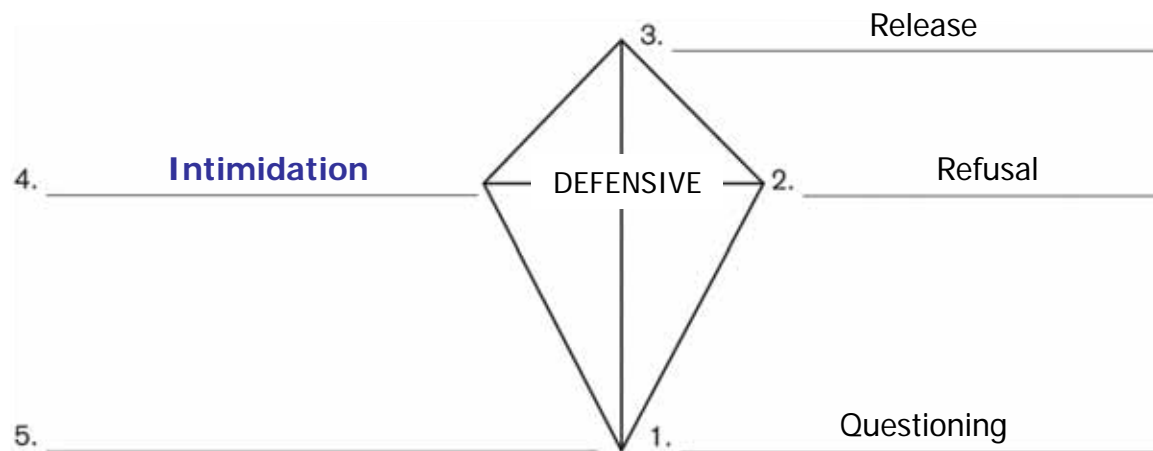 3. Release
4. Intimidation
DEFENSIVE
2. Refusal
5.
1. Questioning